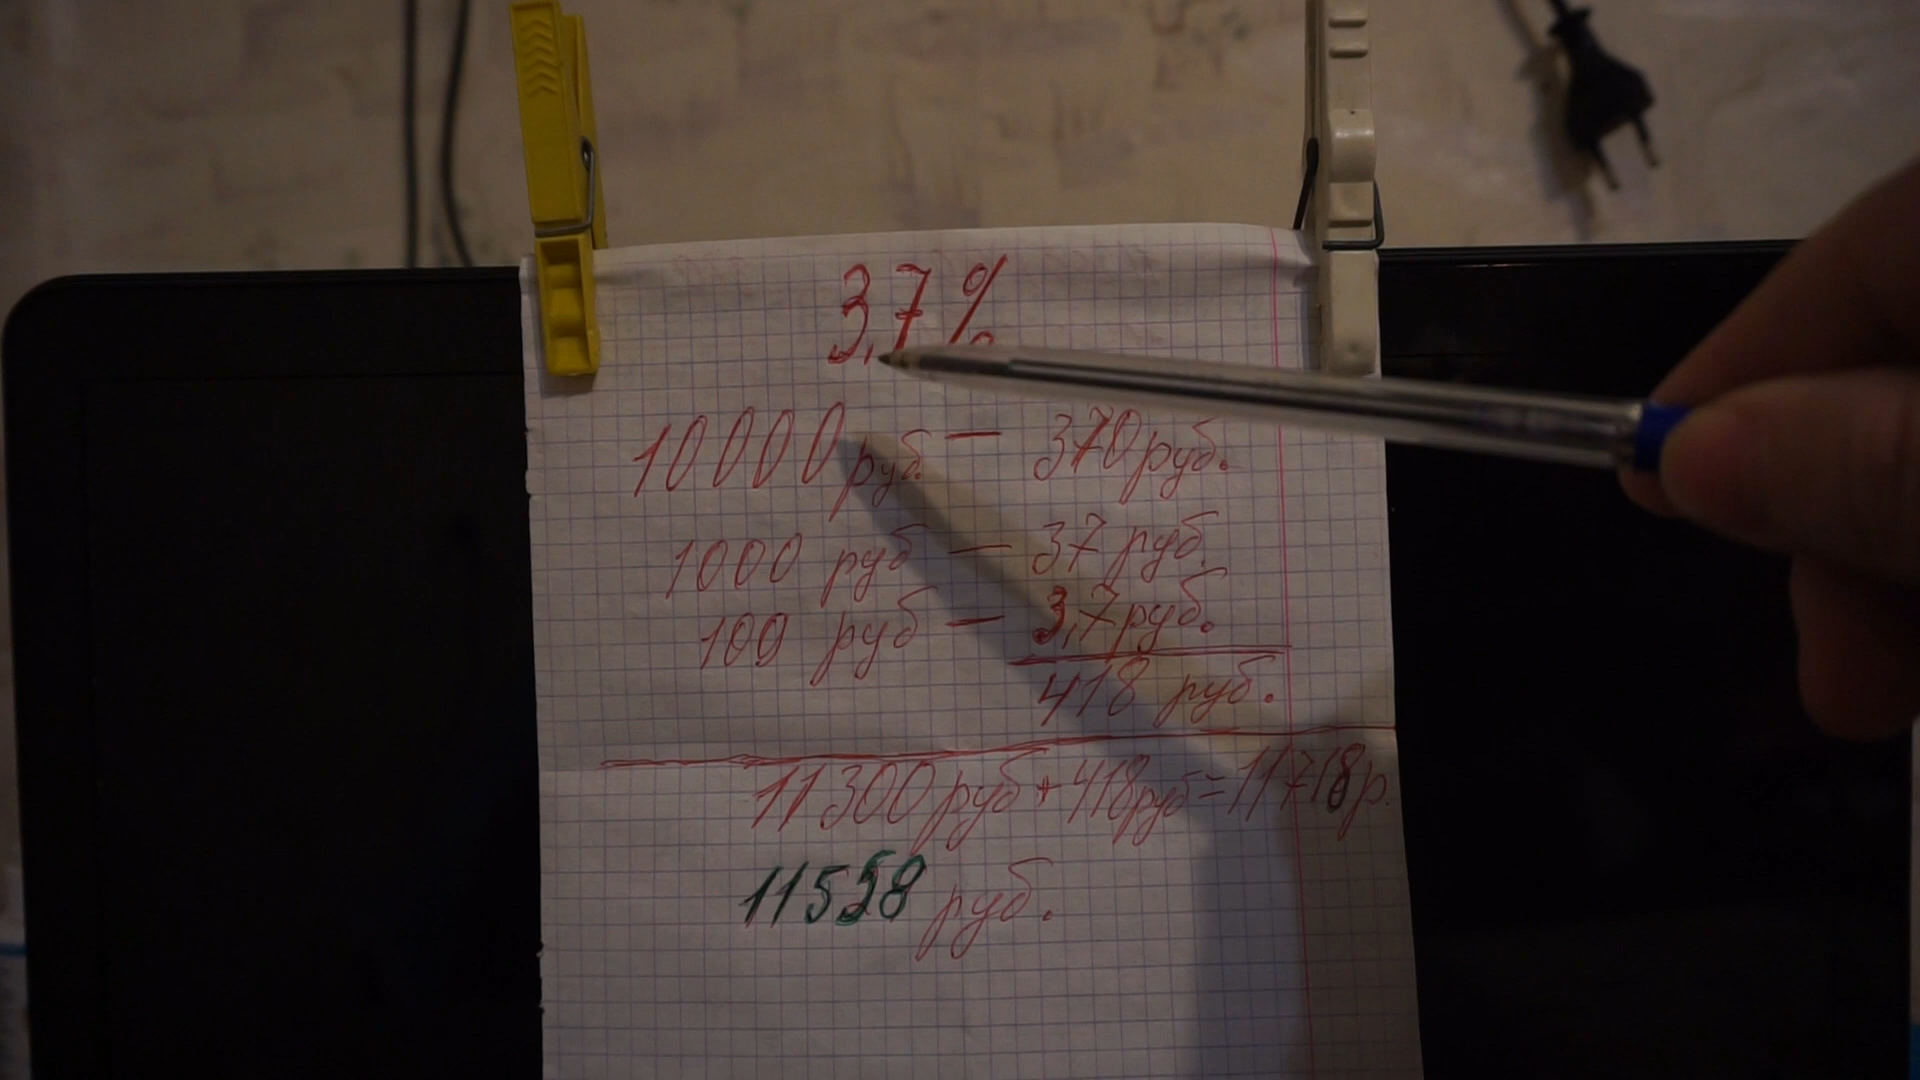 3,7%
10000 руб. — 370 руб.
1000 руб — 37 руб.
100 руб — 3,7 руб.
418 руб.
11300 руб + 418 руб = 11718 р.
11558 руб.